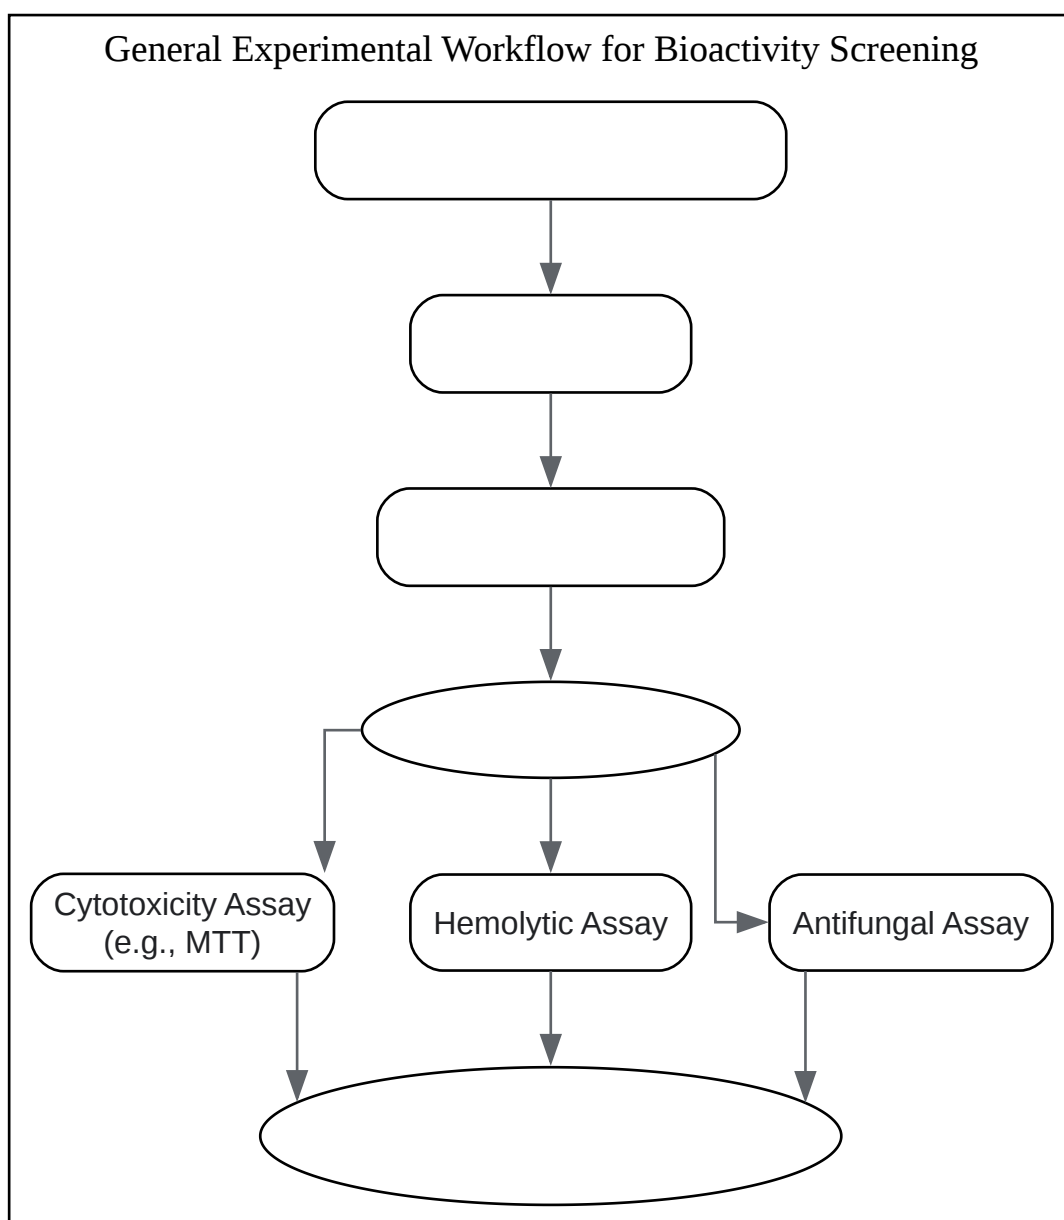 General Experimental Workflow for Bioactivity Screening
Cytotoxicity Assay
(e.g., MTT)
Hemolytic Assay
Antifungal Assay